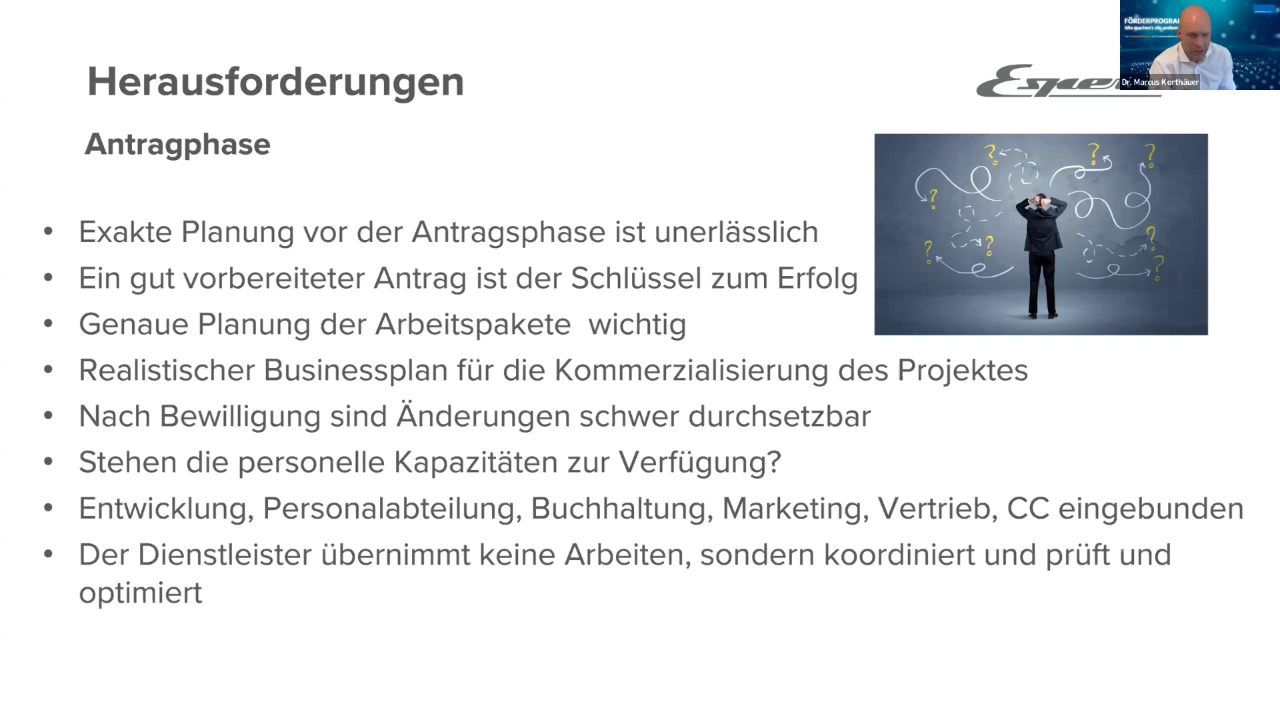 Herausforderungen
Antragphase
• Exakte Planung vor der Antragsphase ist unerlässlich
• Ein gut vorbereiteter Antrag ist der Schlüssel zum Erfolg
• Genaue Planung der Arbeitspakete  wichtig
• Realistischer Businessplan für die Kommerzialisierung des Projektes
• Nach Bewilligung sind Änderungen schwer durchsetzbar
• Stehen die personelle Kapazitäten zur Verfügung?
• Entwicklung, Personalabteilung, Buchhaltung, Marketing, Vertrieb, CC eingebunden
• Der Dienstleister übernimmt keine Arbeiten, sondern koordiniert und prüft und
optimiert
Dr. Marcus Korthäuer
? ? ?
?
? ? ?
?